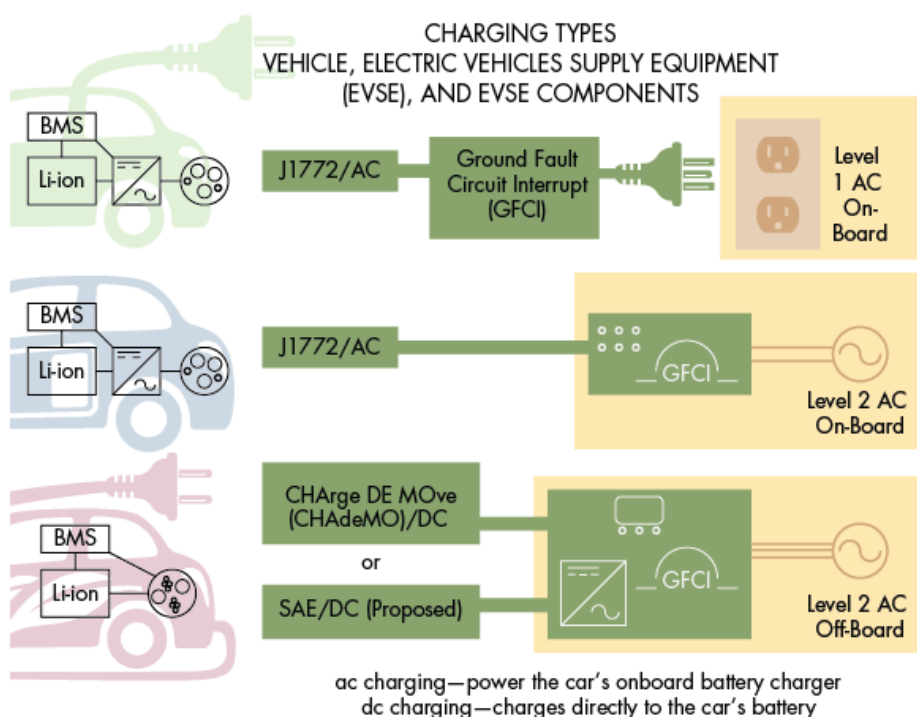 CHARGING TYPES
VEHICLE, ELECTRIC VEHICLES SUPPLY EQUIPMENT
(EVSE), AND EVSE COMPONENTS
BMS
Li-ion
J1772/AC
Ground Fault
Circuit Interrupt
(GFCI)
Level
1 AC
On-
Board
BMS
Li-ion
J1772/AC
GFCI
Level 2 AC
On-Board
BMS
Li-ion
CHArge DE MOve
(CHAdeMO)/DC
or
SAE/DC (Proposed)
GFCI
Level 2 AC
Off-Board
ac charging—power the car's onboard battery charger
dc charging—charges directly to the car's battery